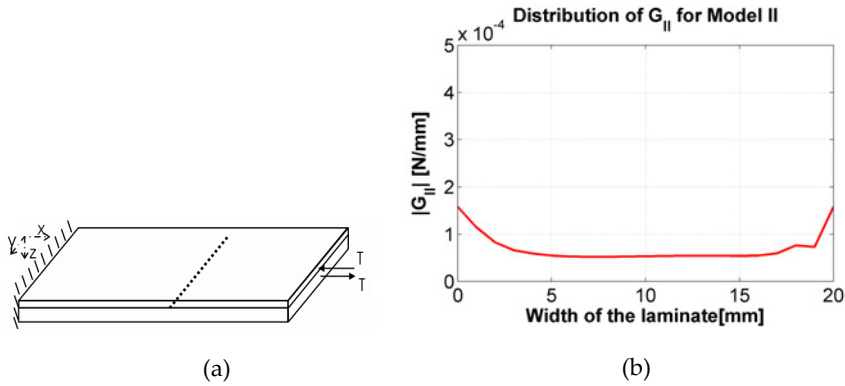 Distribution of G_II for Model II
x 10^-4
5
4
3
2
1
0
|G_II| [N/mm]
0 5 10 15 20
Width of the laminate[mm]
x
y
z
T
T
(a)
(b)